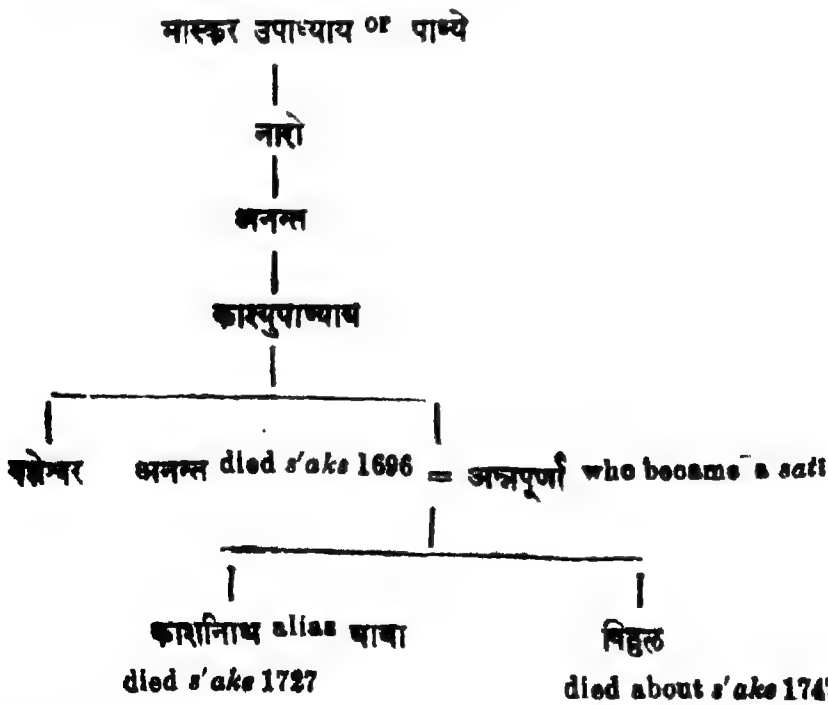 भास्कर उपाध्याय or पाध्ये
नारो
अनन्त
काश्युपाध्याय
यज्ञेश्वर अनन्त died s'ake 1696 = अन्नपूर्णा who became a sati
काशीनाथ alias बाबा विठ्ठल
died s'ake 1727 died about s'ake 174